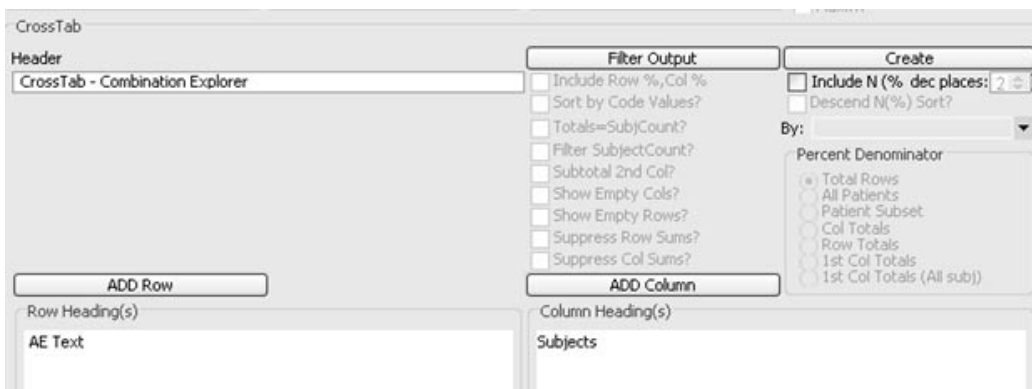 CrossTab
Header
CrossTab - Combination Explorer
Filter Output
Include Row %,Col %
Sort by Code Values?
Totals=SubjCount?
Filter SubjectCount?
Subtotal 2nd Col?
Show Empty Cols?
Show Empty Rows?
Suppress Row Sums?
Suppress Col Sums?
Create
Include N (% dec places: 2
Descend N(%) Sort?
By:
Percent Denominator
Total Rows
All Patients
Patient Subset
Col Totals
Row Totals
1st Col Totals
1st Col Totals (All subj)
ADD Row
ADD Column
Row Heading(s)
AE Text
Column Heading(s)
Subjects